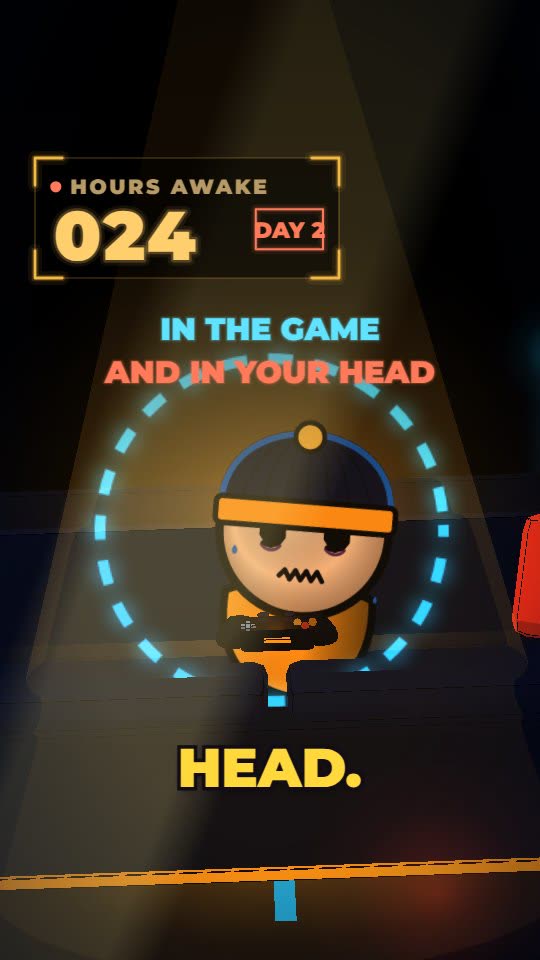 HOURS AWAKE
024
DAY 2
IN THE GAME
AND IN YOUR HEAD
HEAD.